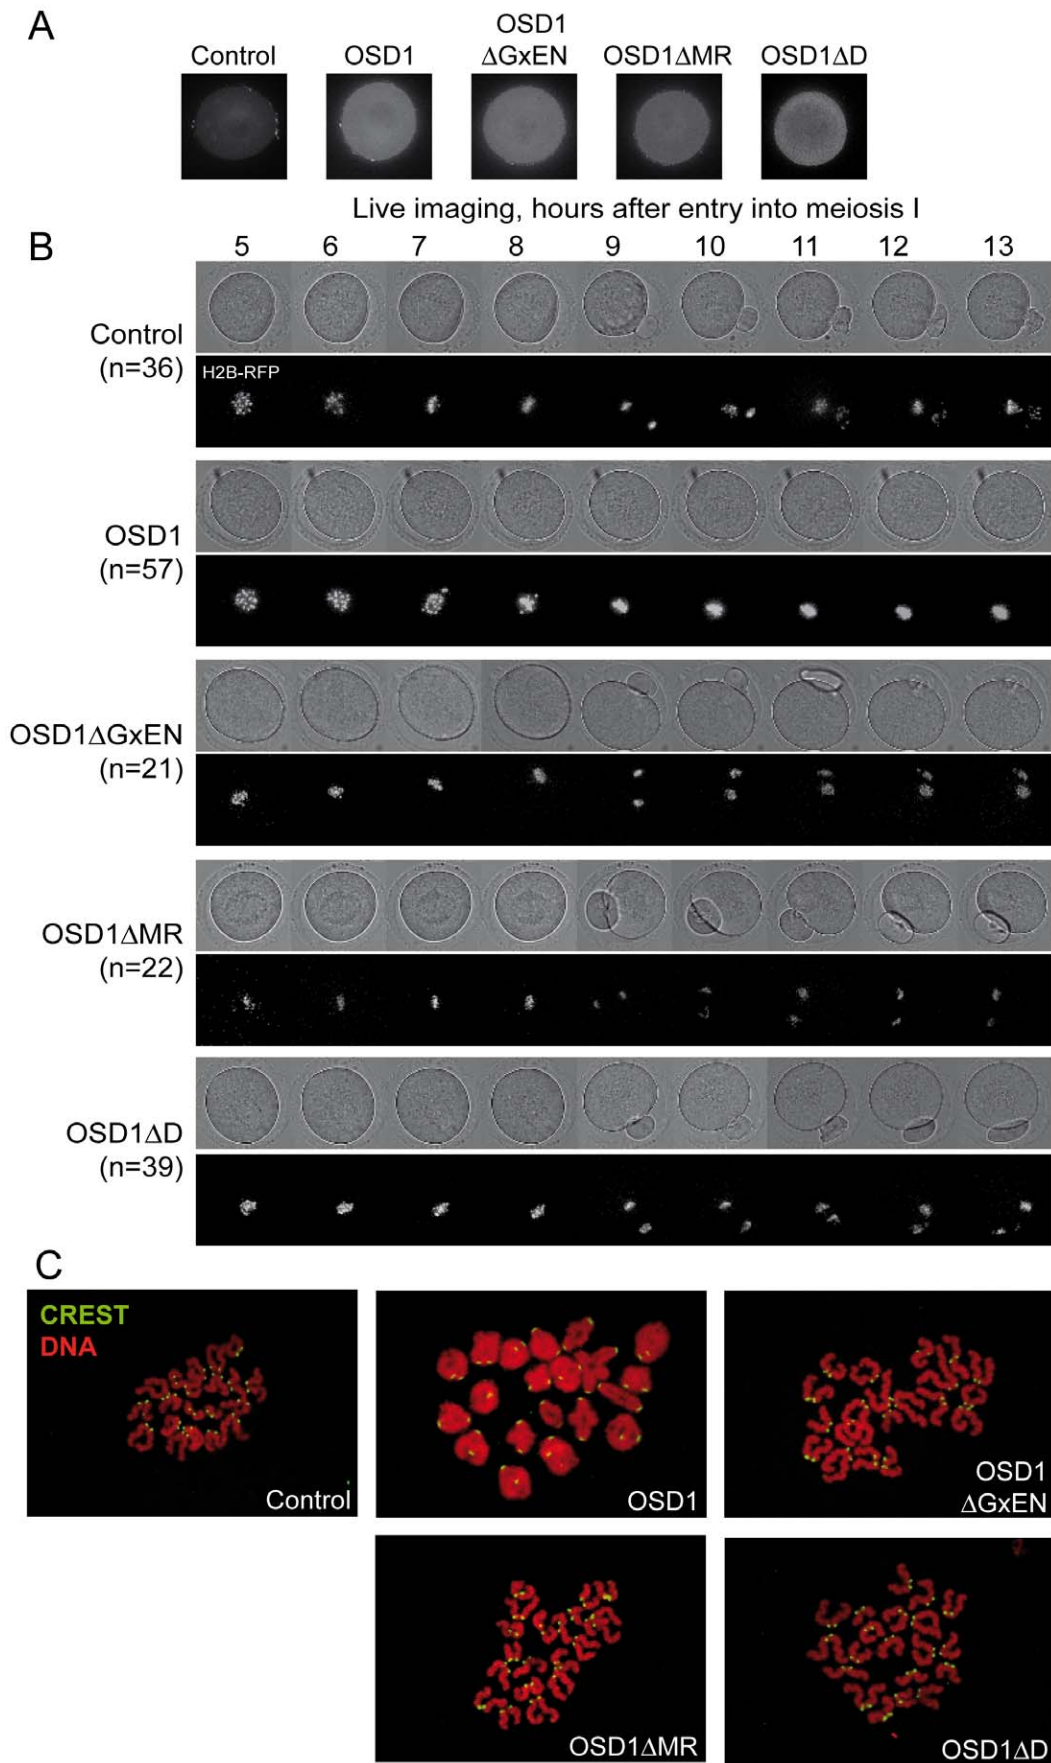 A
Control
OSD1
OSD1
ΔGxEN
OSD1ΔMR
OSD1ΔD
Live imaging, hours after entry into meiosis I
B
5 6 7 8 9 10 11 12 13
Control
(n=36)
H2B-RFP
OSD1
(n=57)
OSD1ΔGxEN
(n=21)
OSD1ΔMR
(n=22)
OSD1ΔD
(n=39)
C
CREST
DNA
Control
OSD1
OSD1
ΔGxEN
OSD1ΔMR
OSD1ΔD